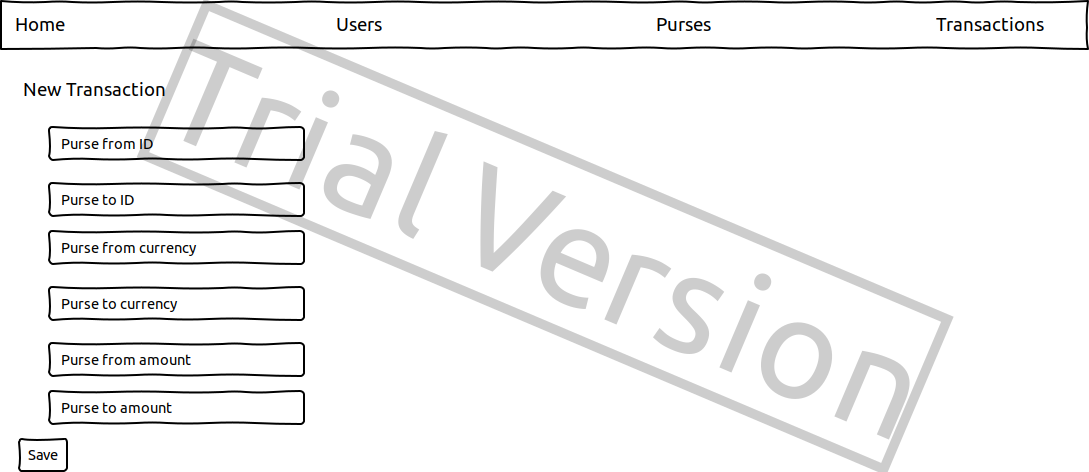 Home Users Purses Transactions
New Transaction
Purse from ID
Purse to ID
Purse from currency
Purse to currency
Purse from amount
Purse to amount
Save
Trial Version